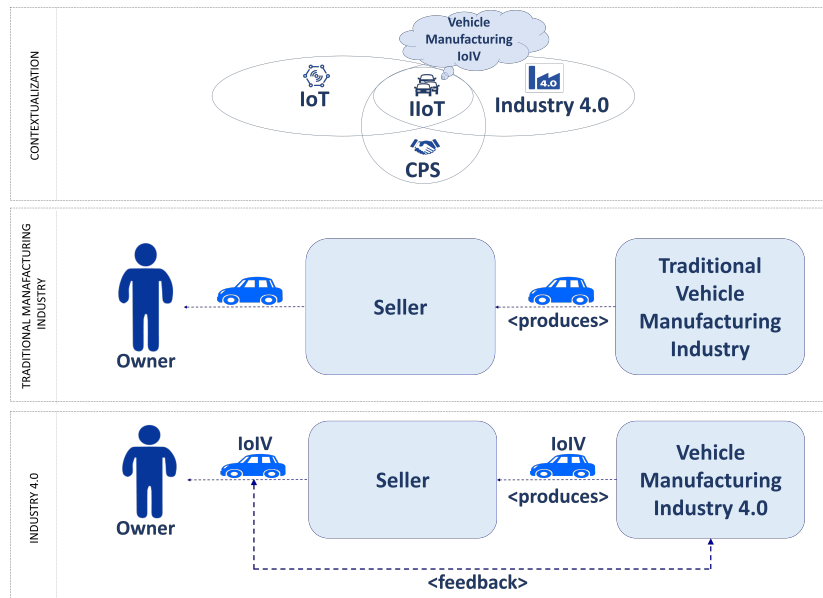 CONTEXTUALIZATION
Vehicle
Manufacturing
IoIV
IoT
IIoT
4.0
Industry 4.0
CPS
TRADITIONAL MANAFACTURING
INDUSTRY
Owner
Seller
<produces>
Traditional
Vehicle
Manufacturing
Industry
INDUSTRY 4.0
Owner
IoIV
Seller
IoIV
<produces>
Vehicle
Manufacturing
Industry 4.0
<feedback>